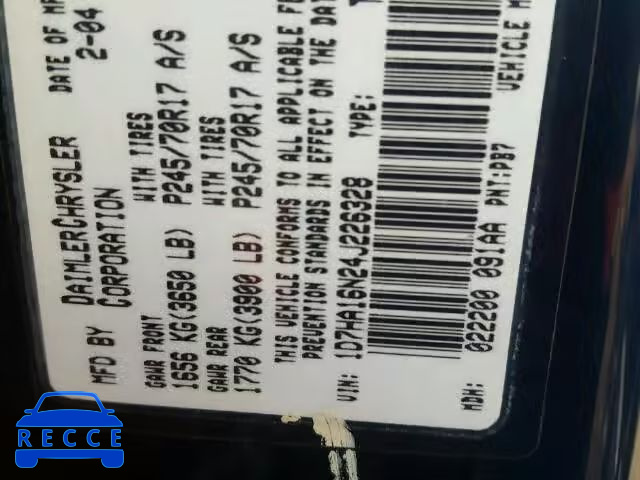 MFD BY DAIMLERCHRYSLER CORPORATION
DATE OF MF
2-04
GAWR FRONT WITH TIRES
1656 KG(3650 LB) P245/70R17 A/S
GAWR REAR WITH TIRES
1770 KG(3900 LB) P245/70R17 A/S
THIS VEHICLE CONFORMS TO ALL APPLICABLE FE
PREVENTION STANDARDS IN EFFECT ON THE DAT
VIN: 1D7HA16N24J226328 TYPE: T
MDH: 022200 091AA PNT:PB7 VEHICLE M
RECCE